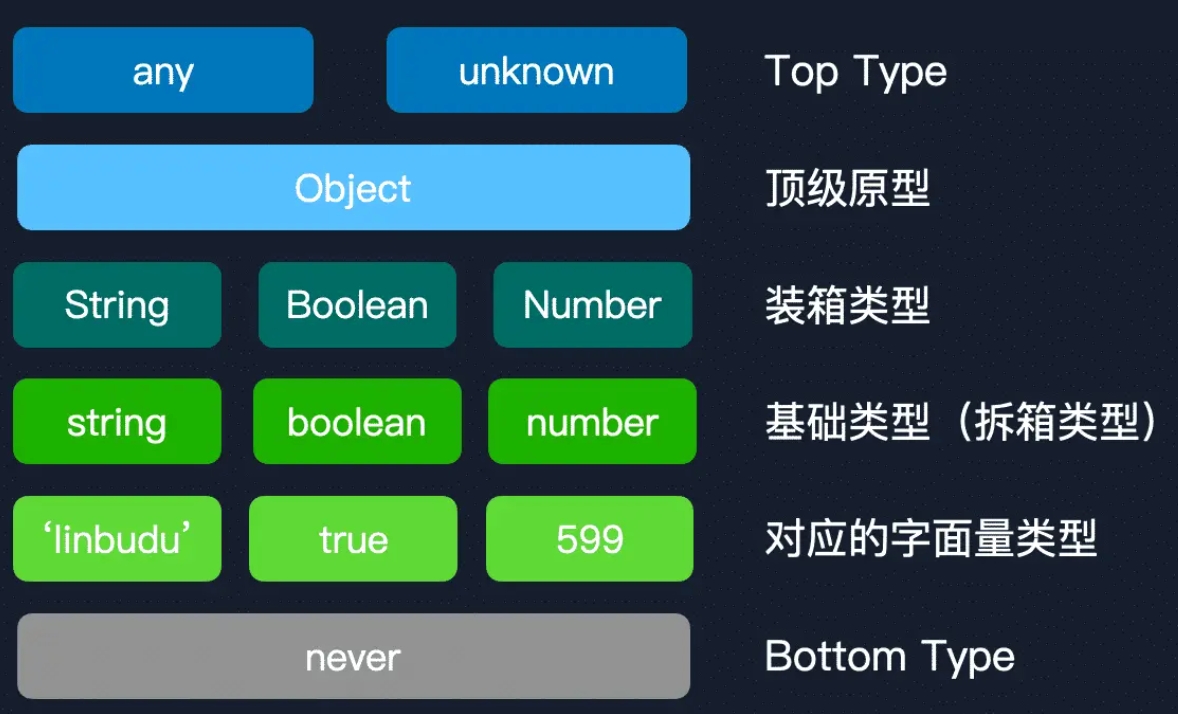 any unknown Top Type
Object 顶级原型
String Boolean Number 装箱类型
string boolean number 基础类型（拆箱类型）
‘linbudu’ true 599 对应的字面量类型
never Bottom Type